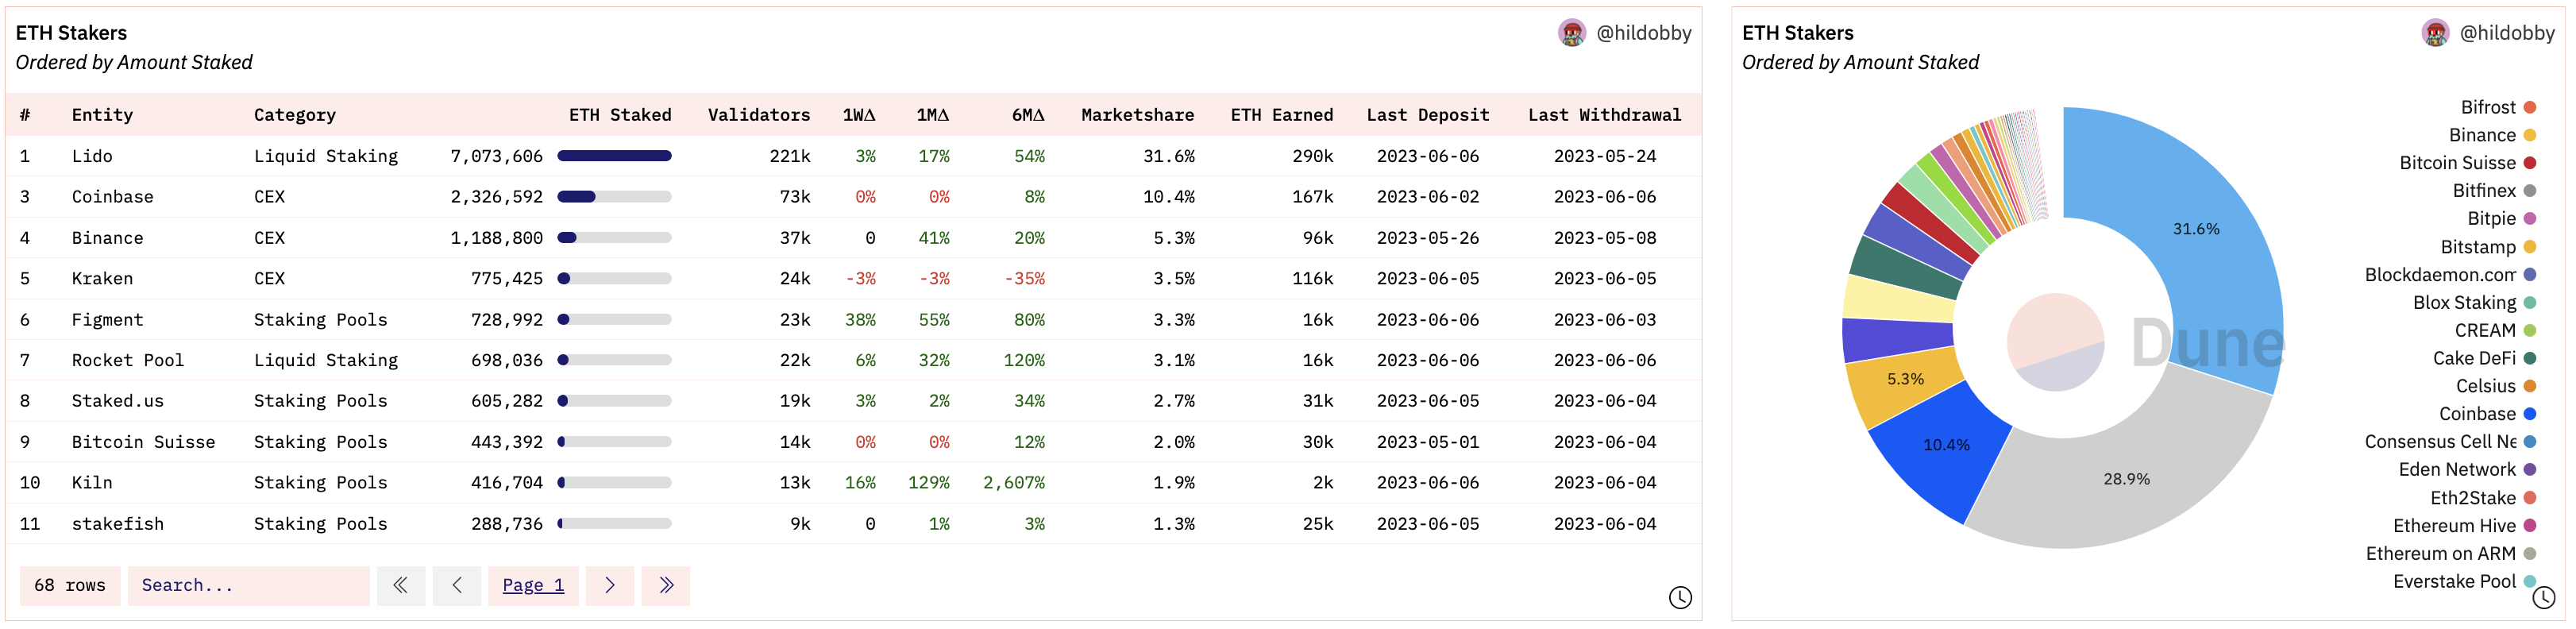 ETH Stakers
@hildobby
Ordered by Amount Staked
# Entity Category ETH Staked Validators 1WΔ 1MΔ 6MΔ Marketshare ETH Earned Last Deposit Last Withdrawal
1 Lido Liquid Staking 7,073,606 221k 3% 17% 54% 31.6% 290k 2023-06-06 2023-05-24
3 Coinbase CEX 2,326,592 73k 0% 0% 8% 10.4% 167k 2023-06-02 2023-06-06
4 Binance CEX 1,188,800 37k 0 41% 20% 5.3% 96k 2023-05-26 2023-05-08
5 Kraken CEX 775,425 24k -3% -3% -35% 3.5% 116k 2023-06-05 2023-06-05
6 Figment Staking Pools 728,992 23k 38% 55% 80% 3.3% 16k 2023-06-06 2023-06-03
7 Rocket Pool Liquid Staking 698,036 22k 6% 32% 120% 3.1% 16k 2023-06-06 2023-06-06
8 Staked.us Staking Pools 605,282 19k 3% 2% 34% 2.7% 31k 2023-06-05 2023-06-04
9 Bitcoin Suisse Staking Pools 443,392 14k 0% 0% 12% 2.0% 30k 2023-05-01 2023-06-04
10 Kiln Staking Pools 416,704 13k 16% 129% 2,607% 1.9% 2k 2023-06-06 2023-06-04
11 stakefish Staking Pools 288,736 9k 0 1% 3% 1.3% 25k 2023-06-05 2023-06-04
68 rows Search... Page 1
ETH Stakers
@hildobby
Ordered by Amount Staked
31.6%
28.9%
10.4%
5.3%
Dune
Bifrost
Binance
Bitcoin Suisse
Bitfinex
Bitpie
Bitstamp
Blockdaemon.com
Blox Staking
CREAM
Cake DeFi
Celsius
Coinbase
Consensus Cell Ne
Eden Network
Eth2Stake
Ethereum Hive
Ethereum on ARM
Everstake Pool